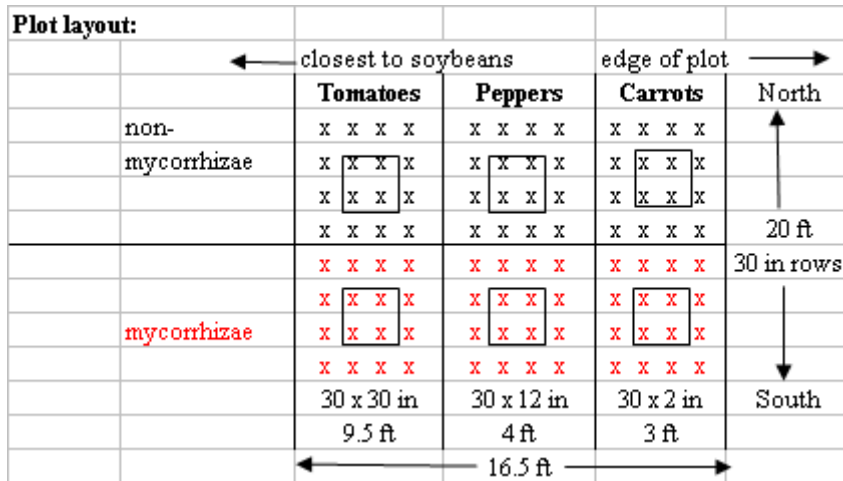 Plot layout:
closest to soybeans edge of plot
Tomatoes Peppers Carrots North
non- x x x x x x x x x x x x
mycorrhizae x x x x x x x x x x x x
x x x x x x x x x x x x
x x x x x x x x x x x x 20 ft
x x x x x x x x x x x x 30 in rows
x x x x x x x x x x x x
mycorrhizae x x x x x x x x x x x x
x x x x x x x x x x x x
30 x 30 in 30 x 12 in 30 x 2 in South
9.5 ft 4 ft 3 ft
16.5 ft